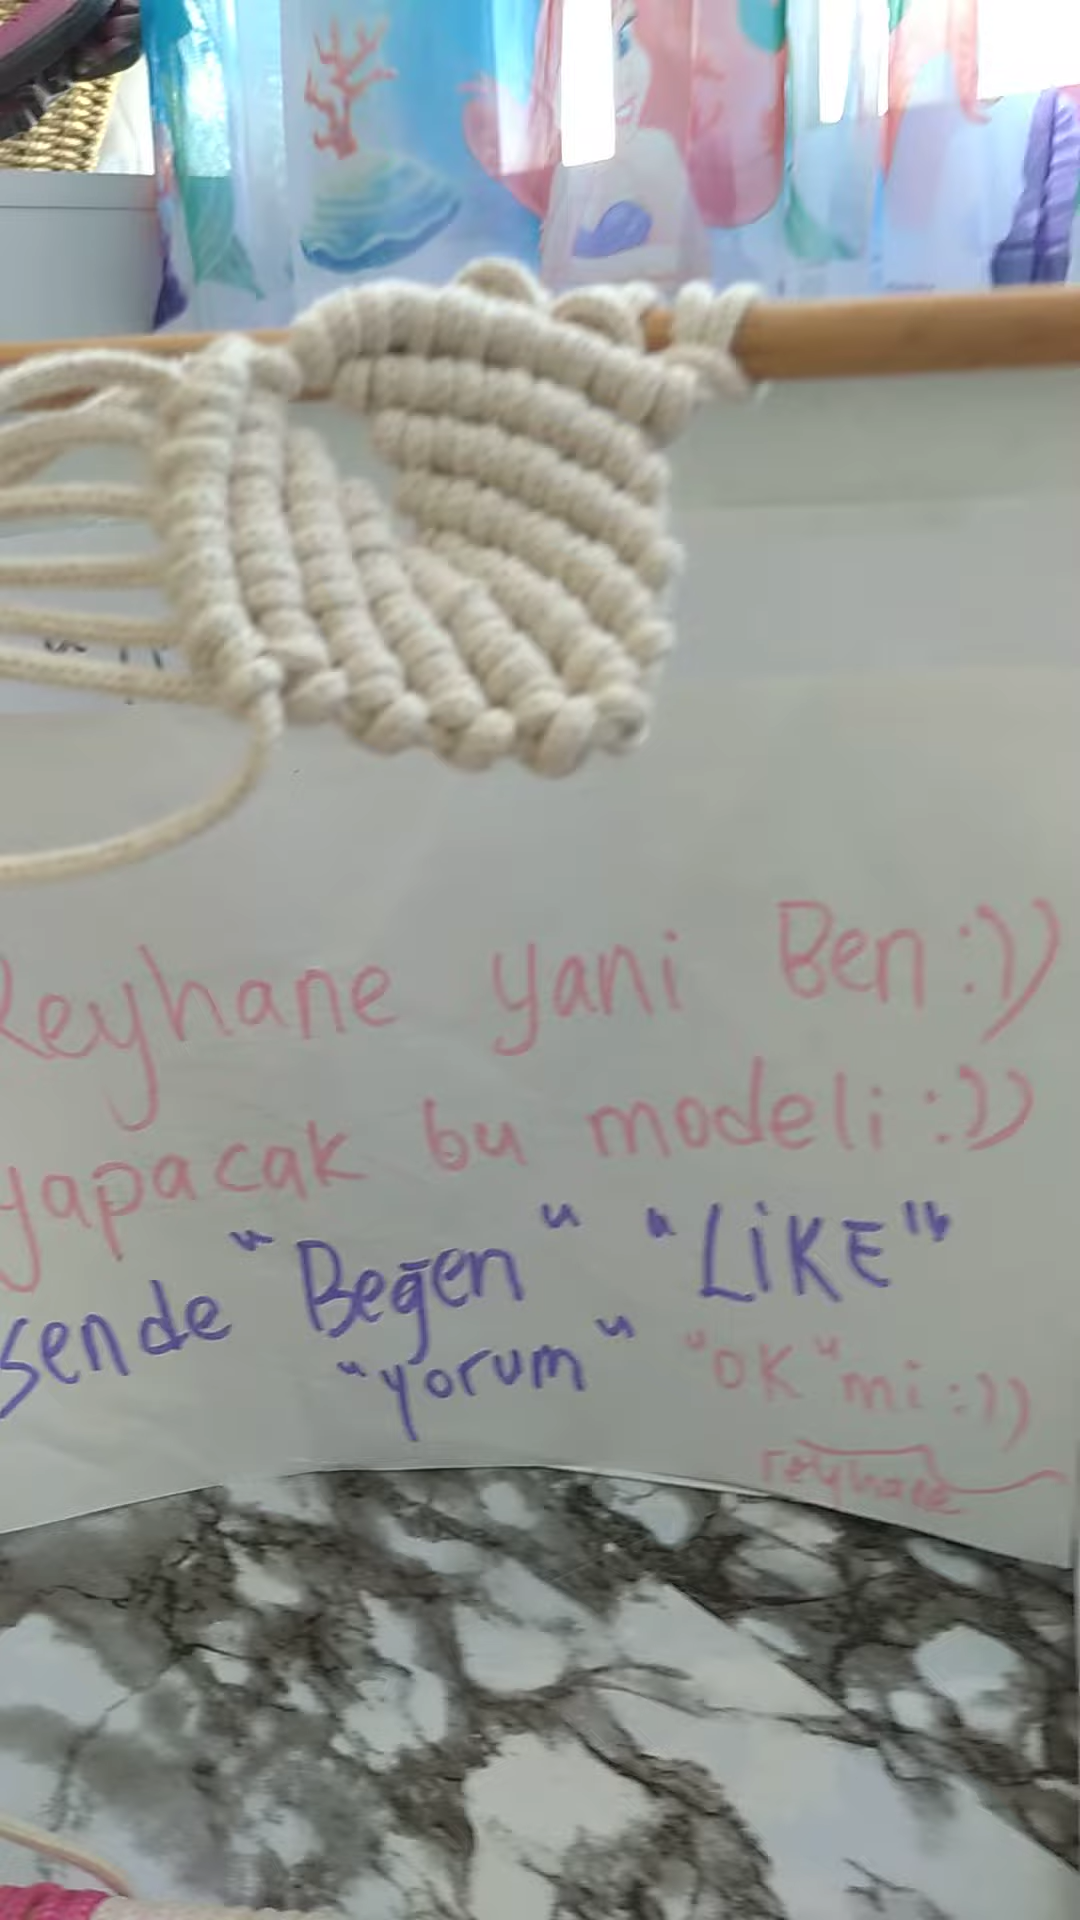 Reyhane yani Ben :))
yapacak bu modeli :))
sende "Beğen" "LİKE"
"yorum" "OK" mi :))
reyhane